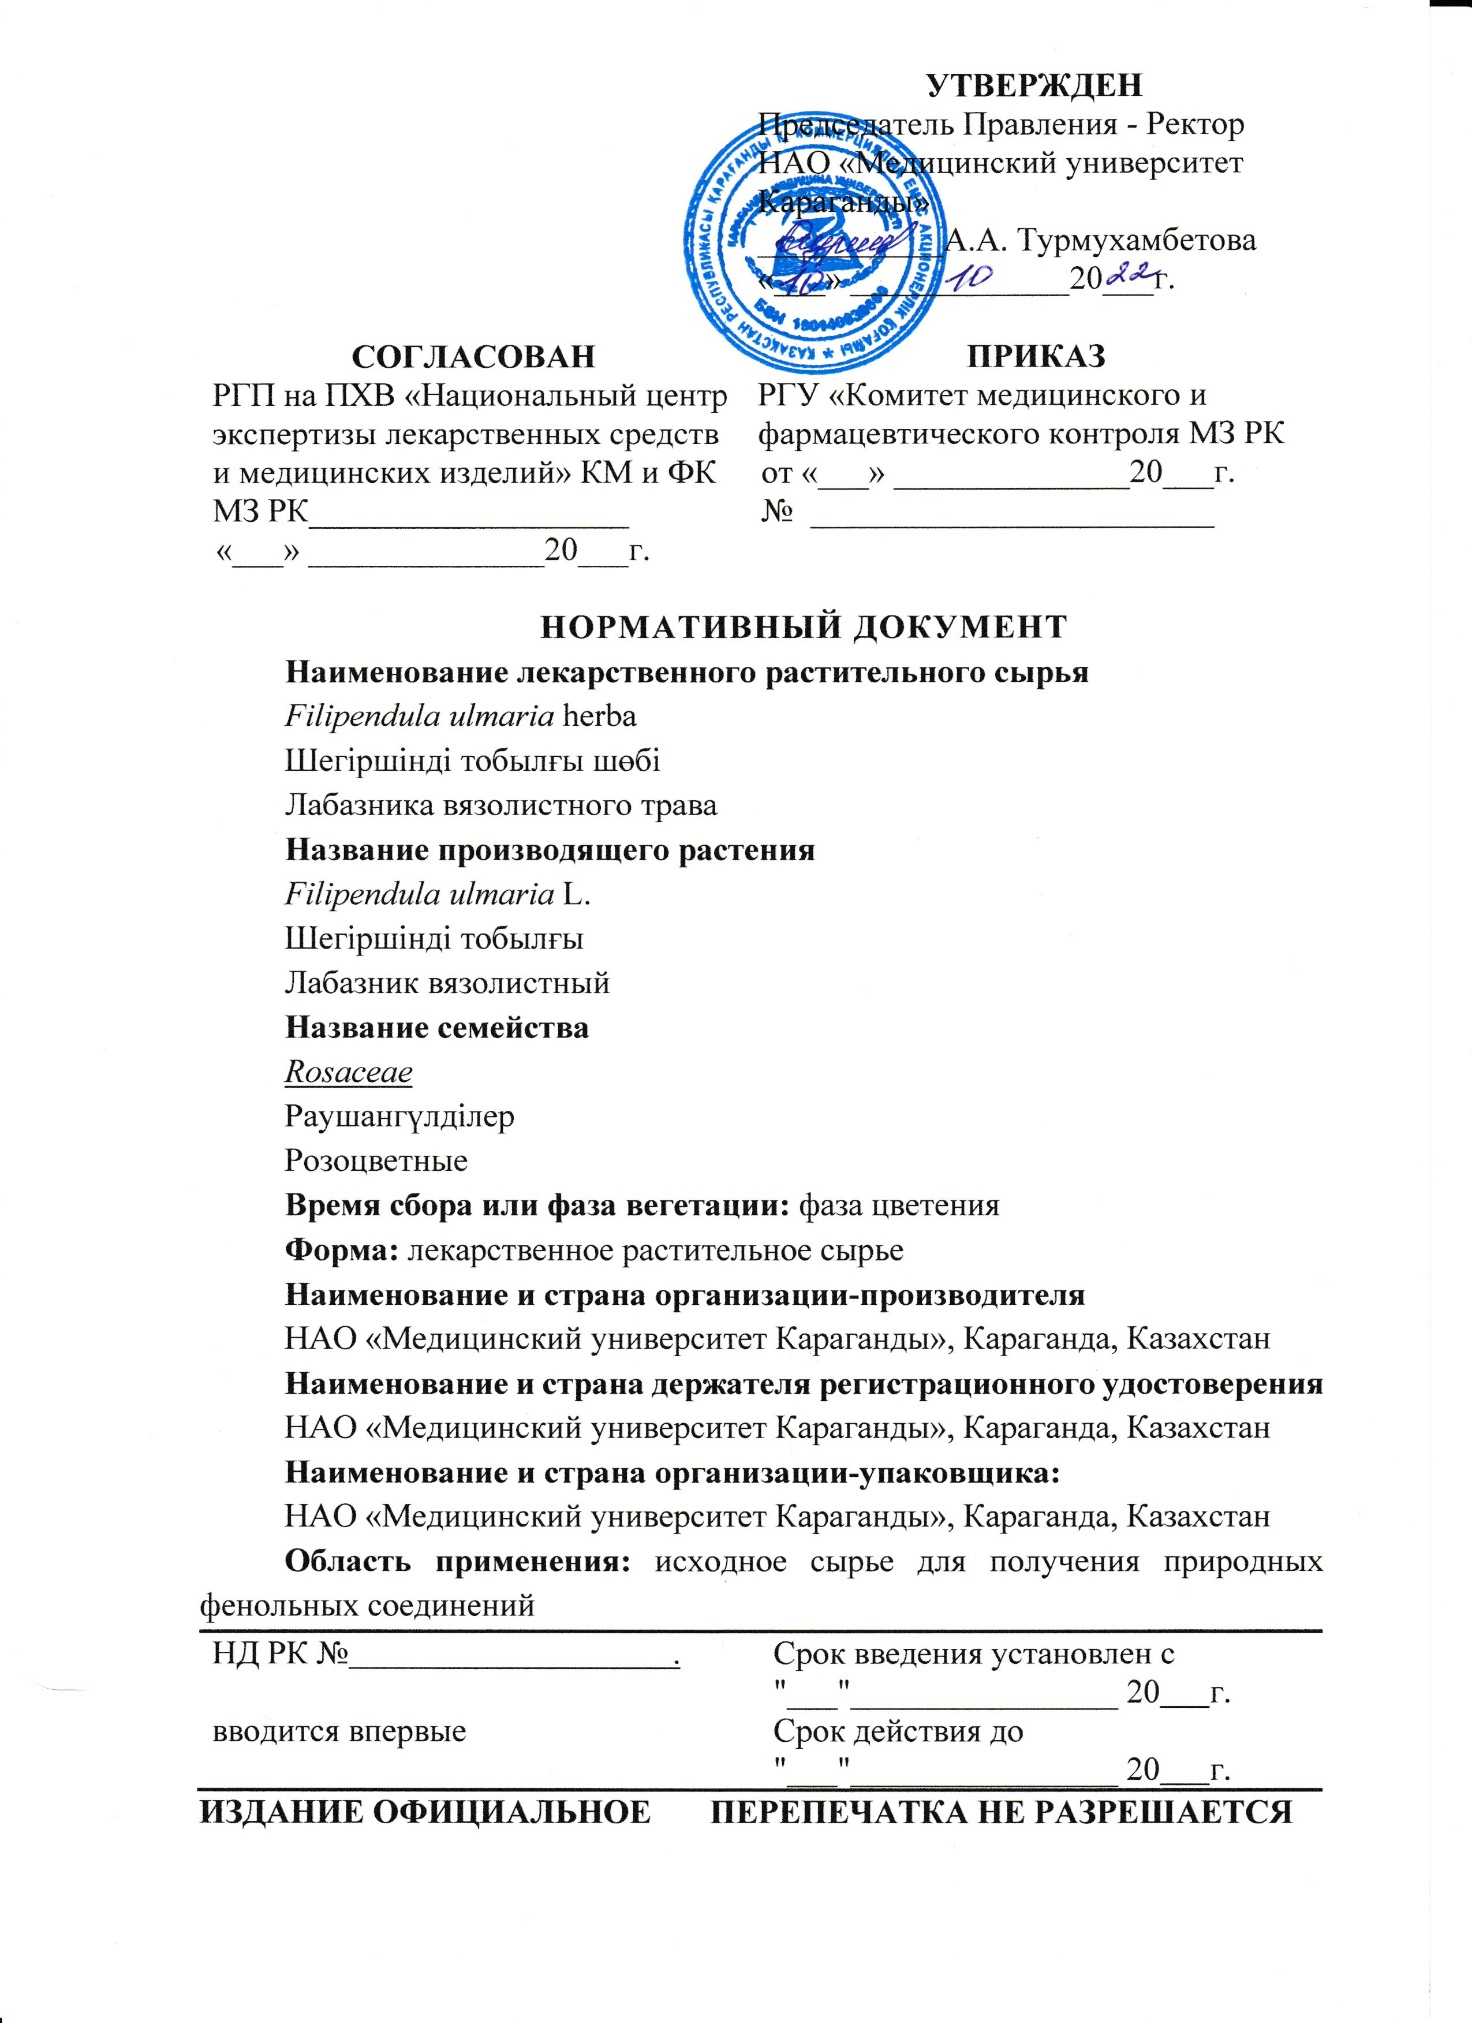 УТВЕРЖДЕН
Председатель Правления - Ректор
НАО «Медицинский университет
Караганды»
___________А.А. Турмухамбетова
«10» 10 2022г.
СОГЛАСОВАН
РГП на ПХВ «Национальный центр
экспертизы лекарственных средств
и медицинских изделий» КМ и ФК
МЗ РК___________________
«___» ______________20___г.
ПРИКАЗ
РГУ «Комитет медицинского и
фармацевтического контроля МЗ РК
от «___» ______________20___г.
№ ________________________
НОРМАТИВНЫЙ ДОКУМЕНТ
Наименование лекарственного растительного сырья
Filipendula ulmaria herba
Шегіршінді тобылғы шөбі
Лабазника вязолистного трава
Название производящего растения
Filipendula ulmaria L.
Шегіршінді тобылғы
Лабазник вязолистный
Название семейства
Rosaceae
Раушангүлділер
Розоцветные
Время сбора или фаза вегетации: фаза цветения
Форма: лекарственное растительное сырье
Наименование и страна организации-производителя
НАО «Медицинский университет Караганды», Караганда, Казахстан
Наименование и страна держателя регистрационного удостоверения
НАО «Медицинский университет Караганды», Караганда, Казахстан
Наименование и страна организации-упаковщика:
НАО «Медицинский университет Караганды», Караганда, Казахстан
Область применения: исходное сырье для получения природных
фенольных соединений
НД РК №___________________.
вводится впервые
Срок введения установлен с
"___"________________ 20___г.
Срок действия до
"___"________________ 20___г.
ИЗДАНИЕ ОФИЦИАЛЬНОЕ ПЕРЕПЕЧАТКА НЕ РАЗРЕШАЕТСЯ